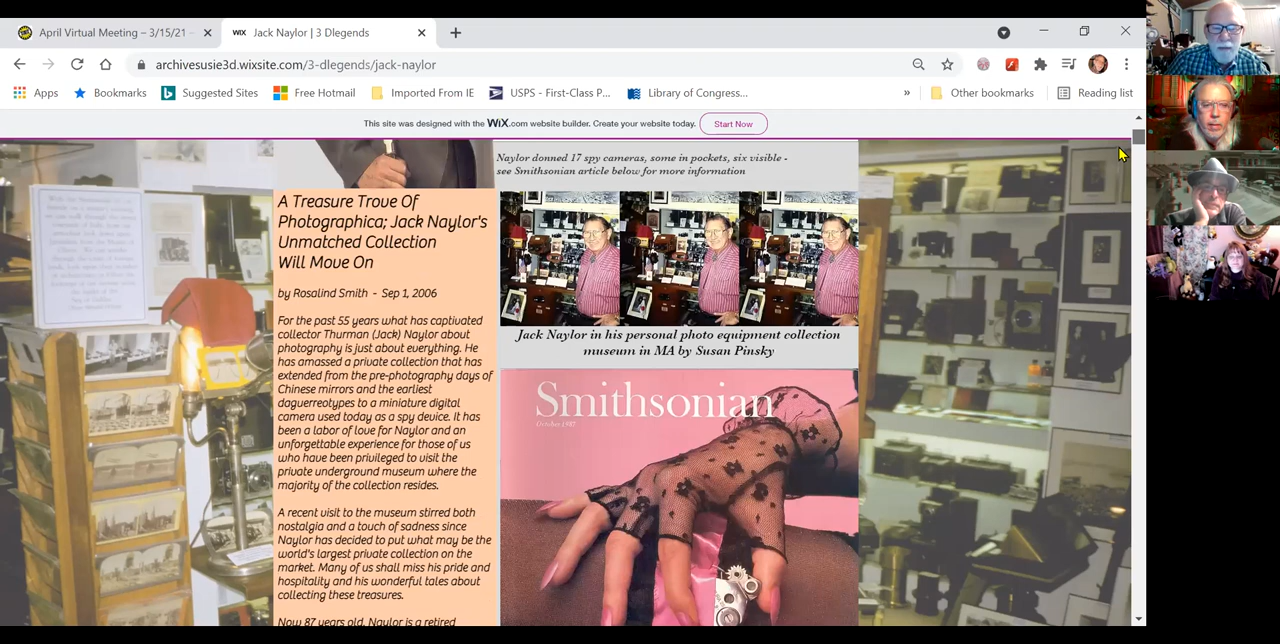 April Virtual Meeting – 3/15/21
WIX
Jack Naylor | 3 Dlegends
archivesusie3d.wixsite.com/3-dlegends/jack-naylor
Apps
Bookmarks
Suggested Sites
Free Hotmail
Imported From IE
USPS - First-Class P...
Library of Congress...
»
Other bookmarks
Reading list
This site was designed with the WiX.com website builder. Create your website today.
Start Now
Naylor donned 17 spy cameras, some in pockets, six visible -
see Smithsonian article below for more information
A Treasure Trove Of
Photographica; Jack Naylor's
Unmatched Collection
Will Move On
by Rosalind Smith - Sep 1, 2006
For the past 55 years what has captivated
collector Thurman (Jack) Naylor about
photography is just about everything. He
has amassed a private collection that has
extended from the pre-photography days of
Chinese mirrors and the earliest
daguerreotypes to a miniature digital
camera used today as a spy device. It has
been a labor of love for Naylor and an
unforgettable experience for those of us
who have been privileged to visit the
private underground museum where the
majority of the collection resides.
A recent visit to the museum stirred both
nostalgia and a touch of sadness since
Naylor has decided to put what may be the
world's largest private collection on the
market. Many of us shall miss his pride and
hospitality and his wonderful tales about
collecting these treasures.
Now 87 years old, Naylor is a retired
Jack Naylor in his personal photo equipment collection
museum in MA by Susan Pinsky
Smithsonian
October 1987